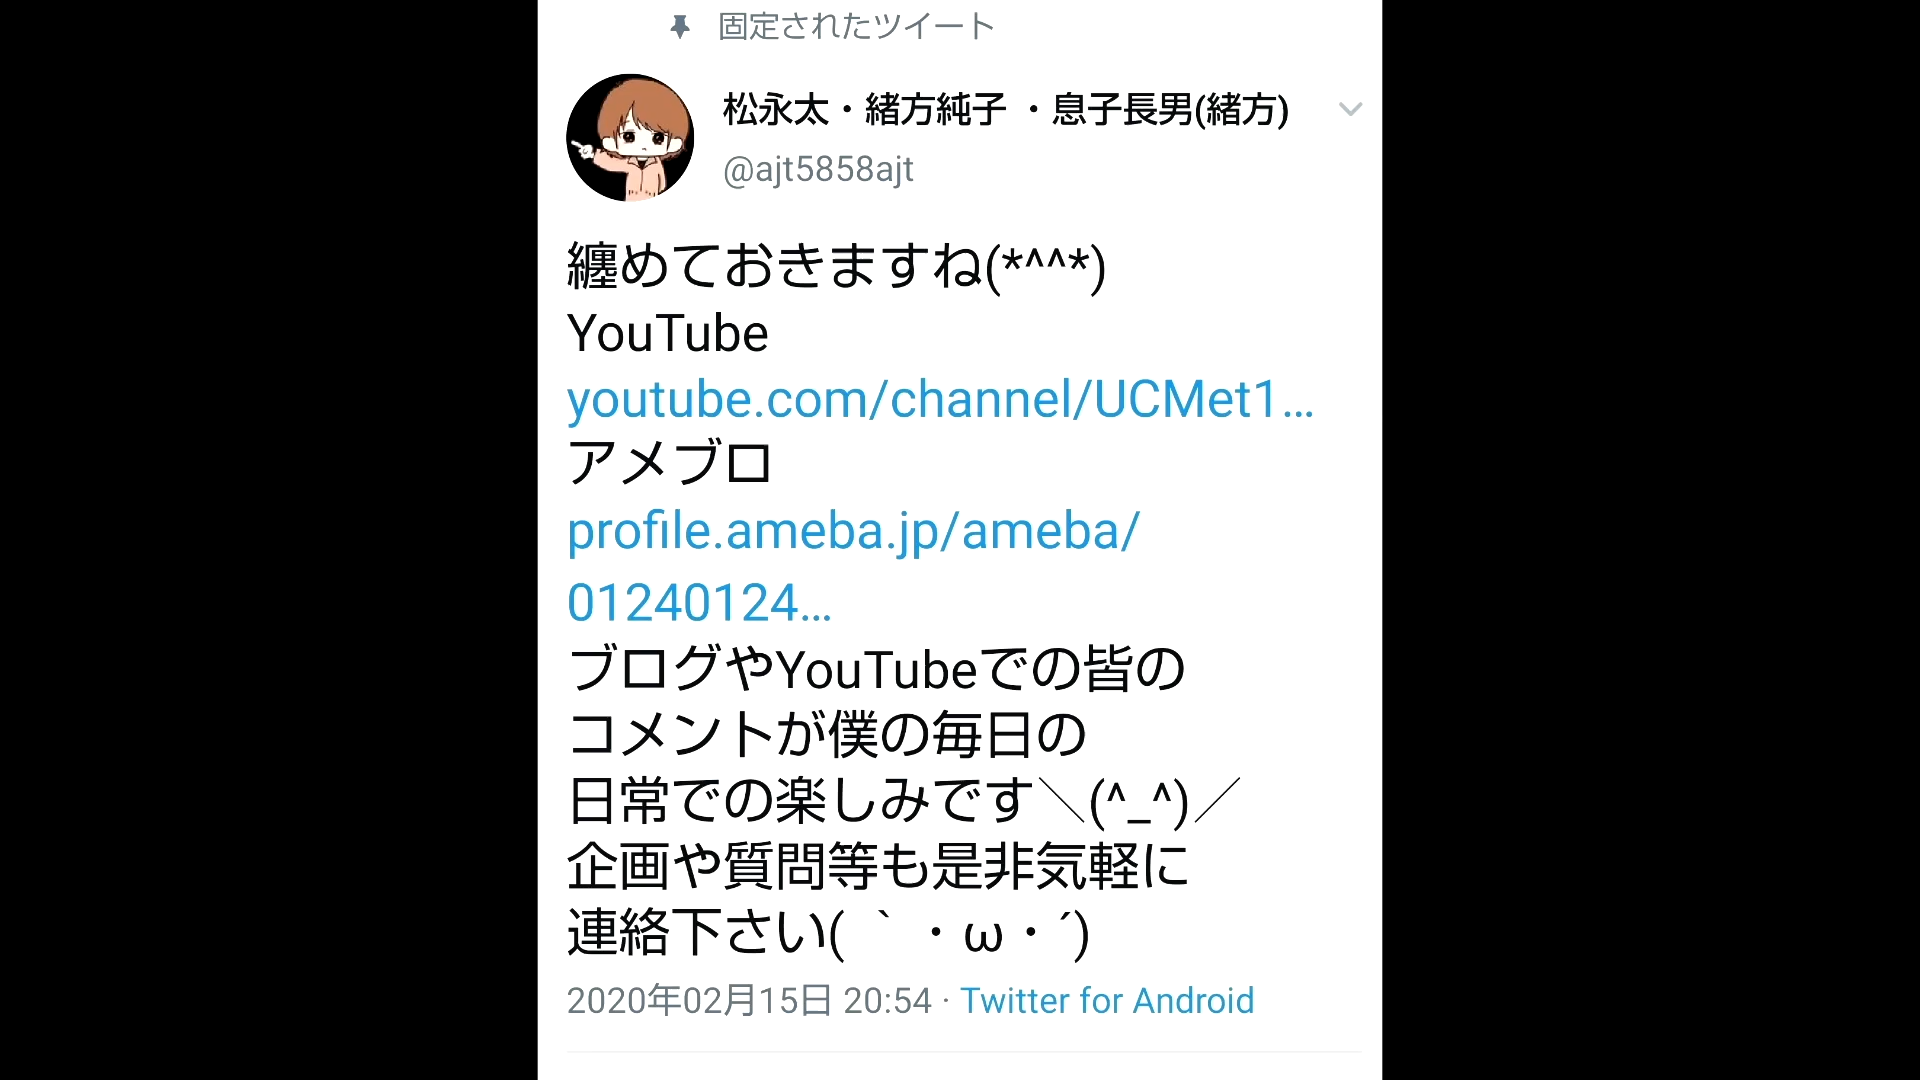 固定されたツイート
松永太・緒方純子 ・息子長男(緒方)
@ajt5858ajt
纏めておきますね(*^^*)
YouTube
youtube.com/channel/UCMet1…
アメブロ
profile.ameba.jp/ameba/
01240124…
ブログやYouTubeでの皆の
コメントが僕の毎日の
日常での楽しみです＼(^_^)／
企画や質問等も是非気軽に
連絡下さい( ｀・ω・´)
2020年02月15日 20:54 · Twitter for Android